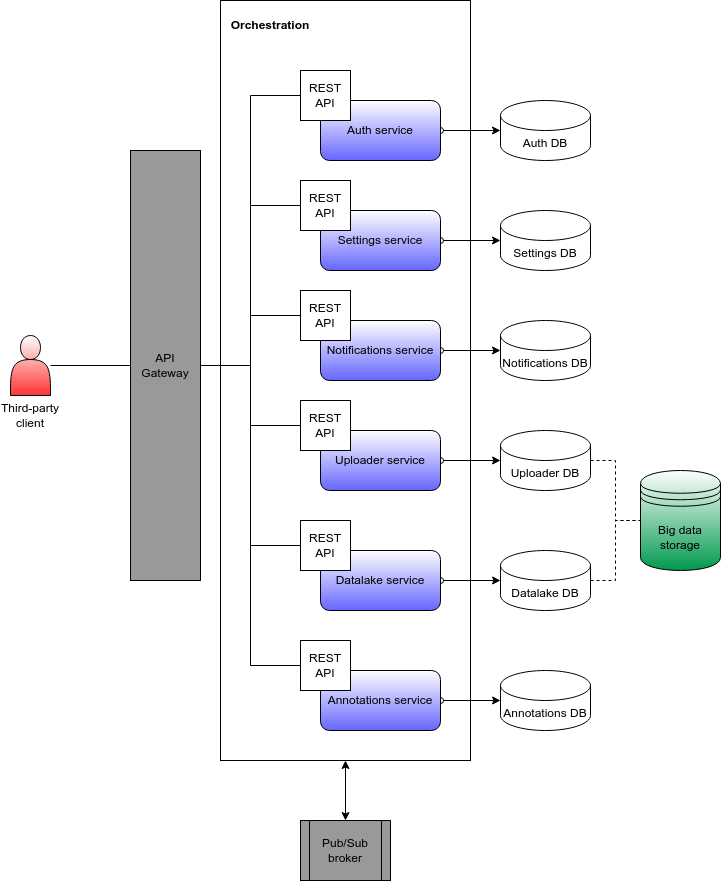 Orchestration
REST
API
Auth service
Auth DB
REST
API
Settings service
Settings DB
REST
API
Notifications service
Notifications DB
API
Gateway
Third-party
client
REST
API
Uploader service
Uploader DB
Big data
storage
REST
API
Datalake service
Datalake DB
REST
API
Annotations service
Annotations DB
Pub/Sub
broker